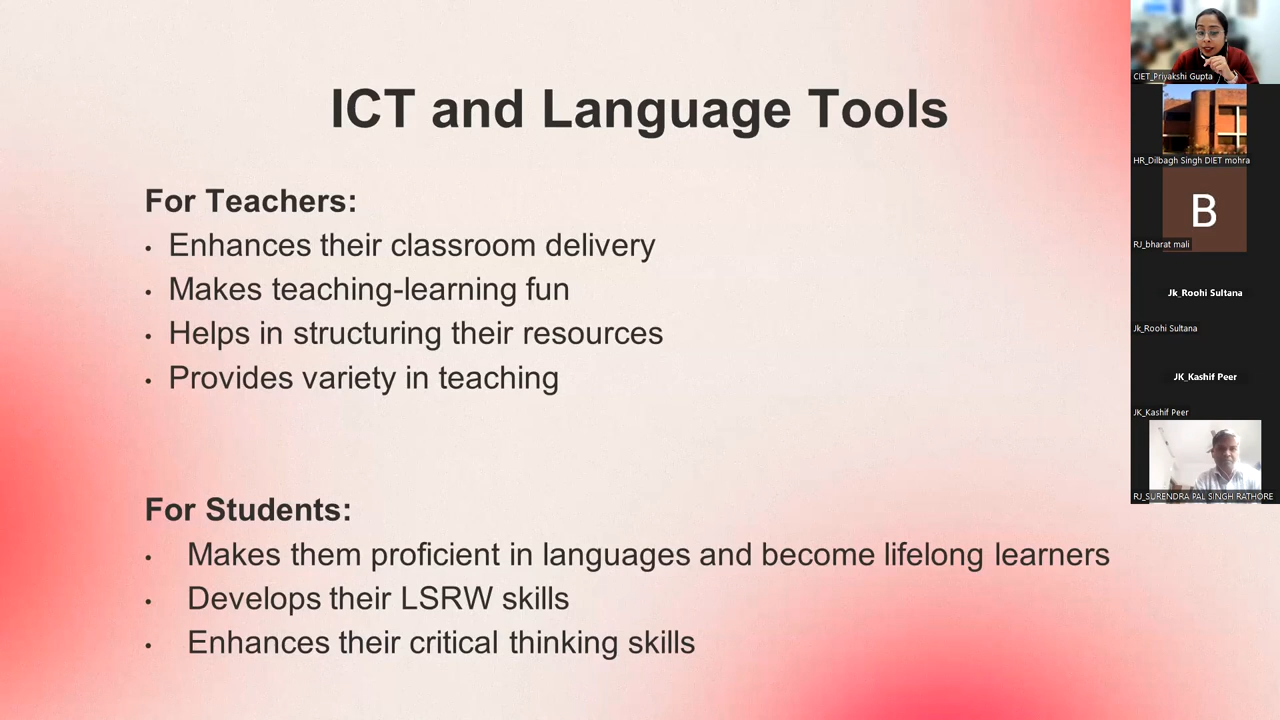 ICT and Language Tools
For Teachers:
• Enhances their classroom delivery
• Makes teaching-learning fun
• Helps in structuring their resources
• Provides variety in teaching
For Students:
• Makes them proficient in languages and become lifelong learners
• Develops their LSRW skills
• Enhances their critical thinking skills
CIET_Priyakshi Gupta
HR_Dilbagh Singh DIET mohra
B
RJ_bharat mali
Jk_Roohi Sultana
Jk_Roohi Sultana
JK_Kashif Peer
JK_Kashif Peer
RJ_SURENDRA PAL SINGH RATHORE